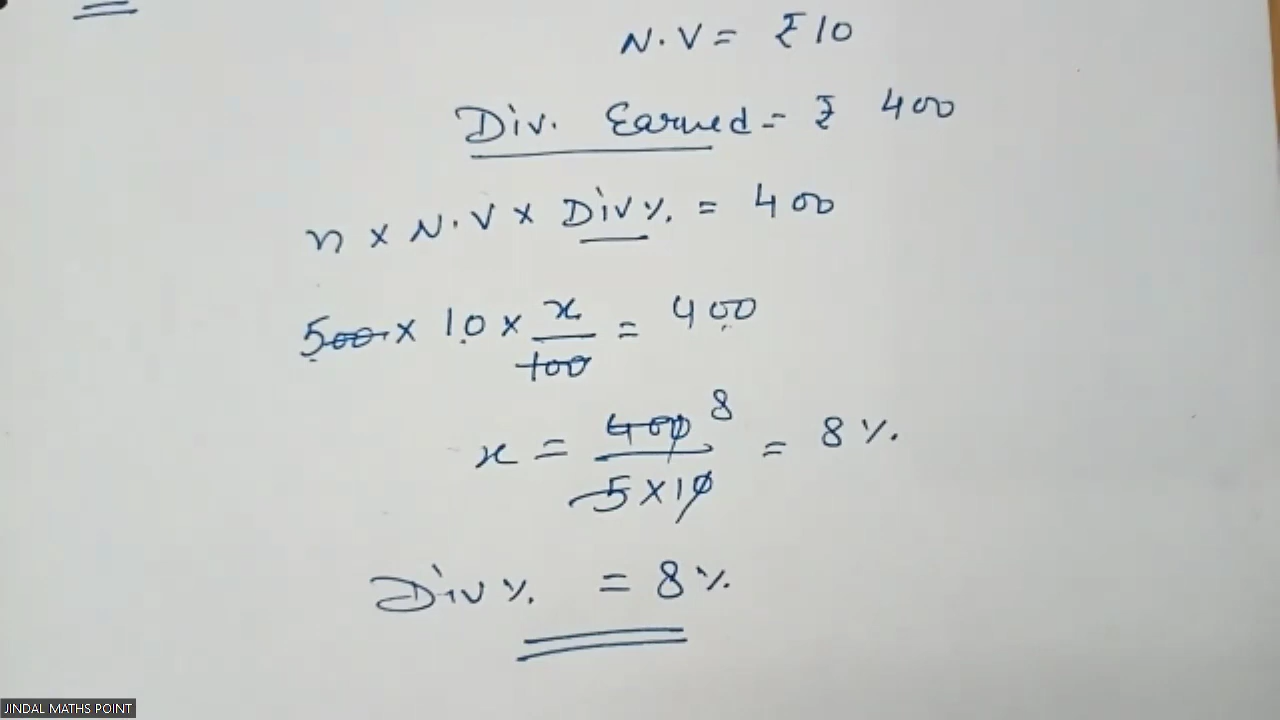 N.V = ₹10
Div. Earned = ₹ 400
n × N.V × Div% = 400
500 × 10 × x/100 = 400
x = 400 8 / 5×10 = 8%
Div% = 8%
JINDAL MATHS POINT